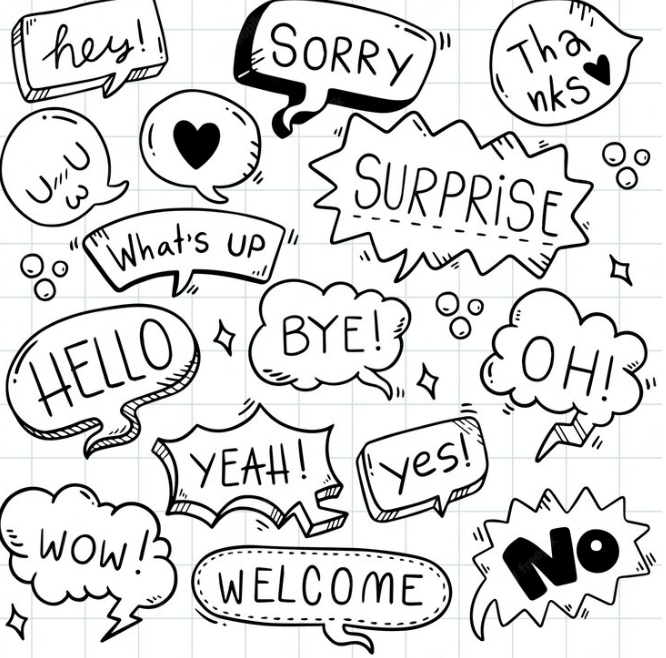 hey!
SORRY
Tha
nks
UwU
SURPRiSE
What's UP
HELLO
BYE!
OH!
YEAH!
yes!
WOW!
WELCOME
No